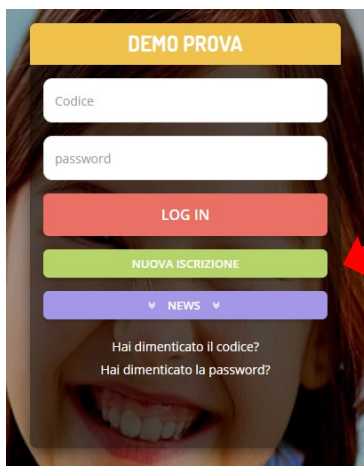 DEMO PROVA
Codice
password
LOG IN
NUOVA ISCRIZIONE
NEWS
Hai dimenticato il codice?
Hai dimenticato la password?